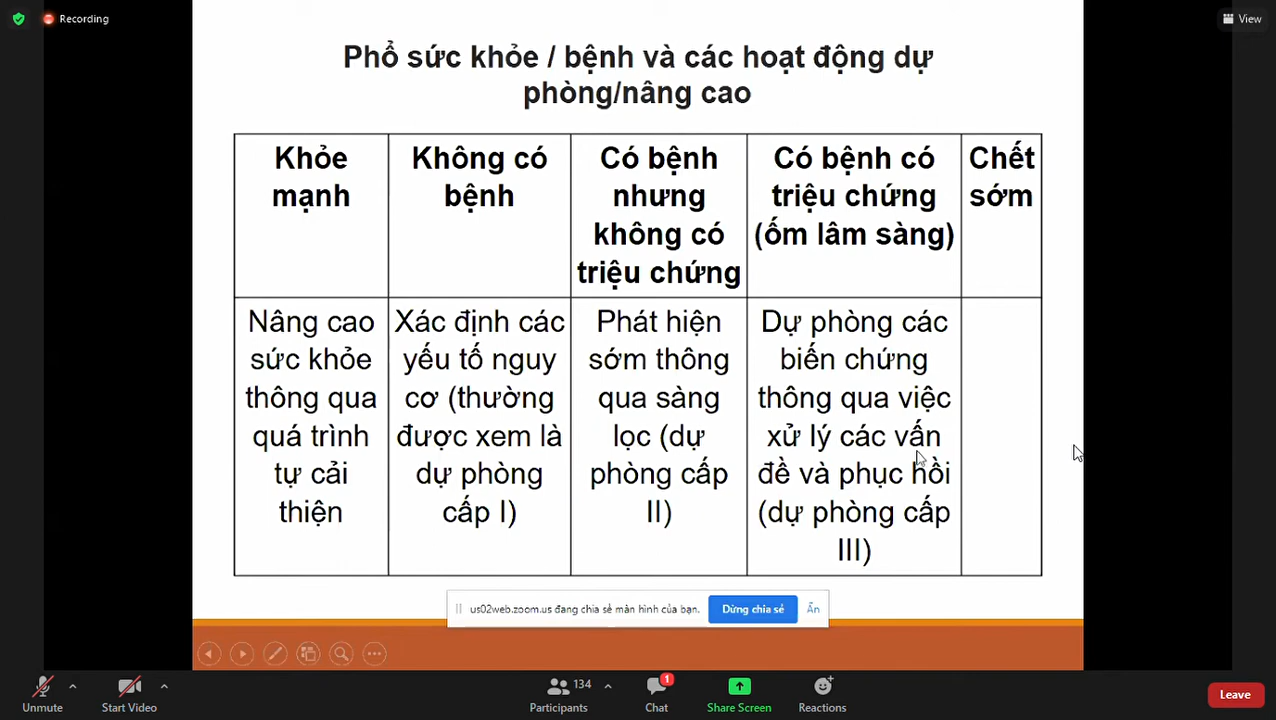 Recording
View
Phổ sức khỏe / bệnh và các hoạt động dự
phòng/nâng cao
Khỏe
mạnh
Không có
bệnh
Có bệnh
nhưng
không có
triệu chứng
Có bệnh có
triệu chứng
(ốm lâm sàng)
Chết
sớm
Nâng cao
sức khỏe
thông qua
quá trình
tự cải
thiện
Xác định các
yếu tố nguy
cơ (thường
được xem là
dự phòng
cấp I)
Phát hiện
sớm thông
qua sàng
lọc (dự
phòng cấp
II)
Dự phòng các
biến chứng
thông qua việc
xử lý các vấn
đề và phục hồi
(dự phòng cấp
III)
us02web.zoom.us đang chia sẻ màn hình của bạn.
Dừng chia sẻ
Ẩn
Unmute
Start Video
134
Participants
1
Chat
Share Screen
Reactions
Leave